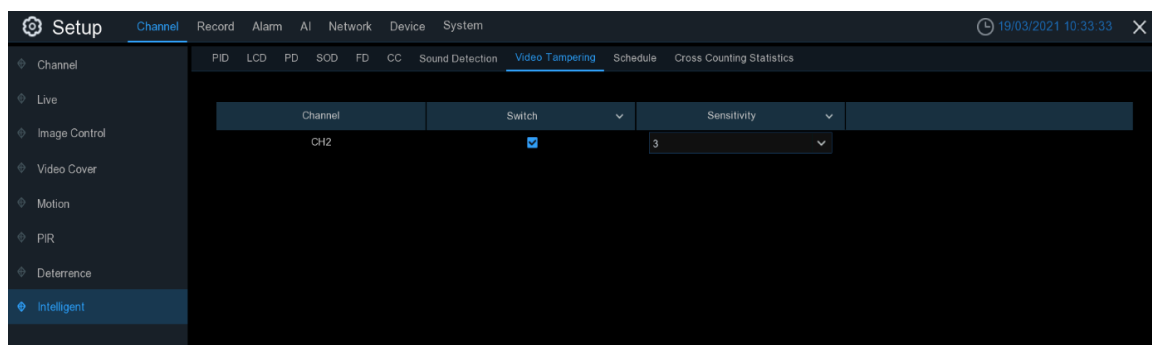 Setup Channel Record Alarm AI Network Device System 19/03/2021 10:33:33
PID LCD PD SOD FD CC Sound Detection Video Tampering Schedule Cross Counting Statistics
Channel
Live
Image Control
Video Cover
Motion
PIR
Deterrence
Intelligent
Channel Switch Sensitivity
CH2 3